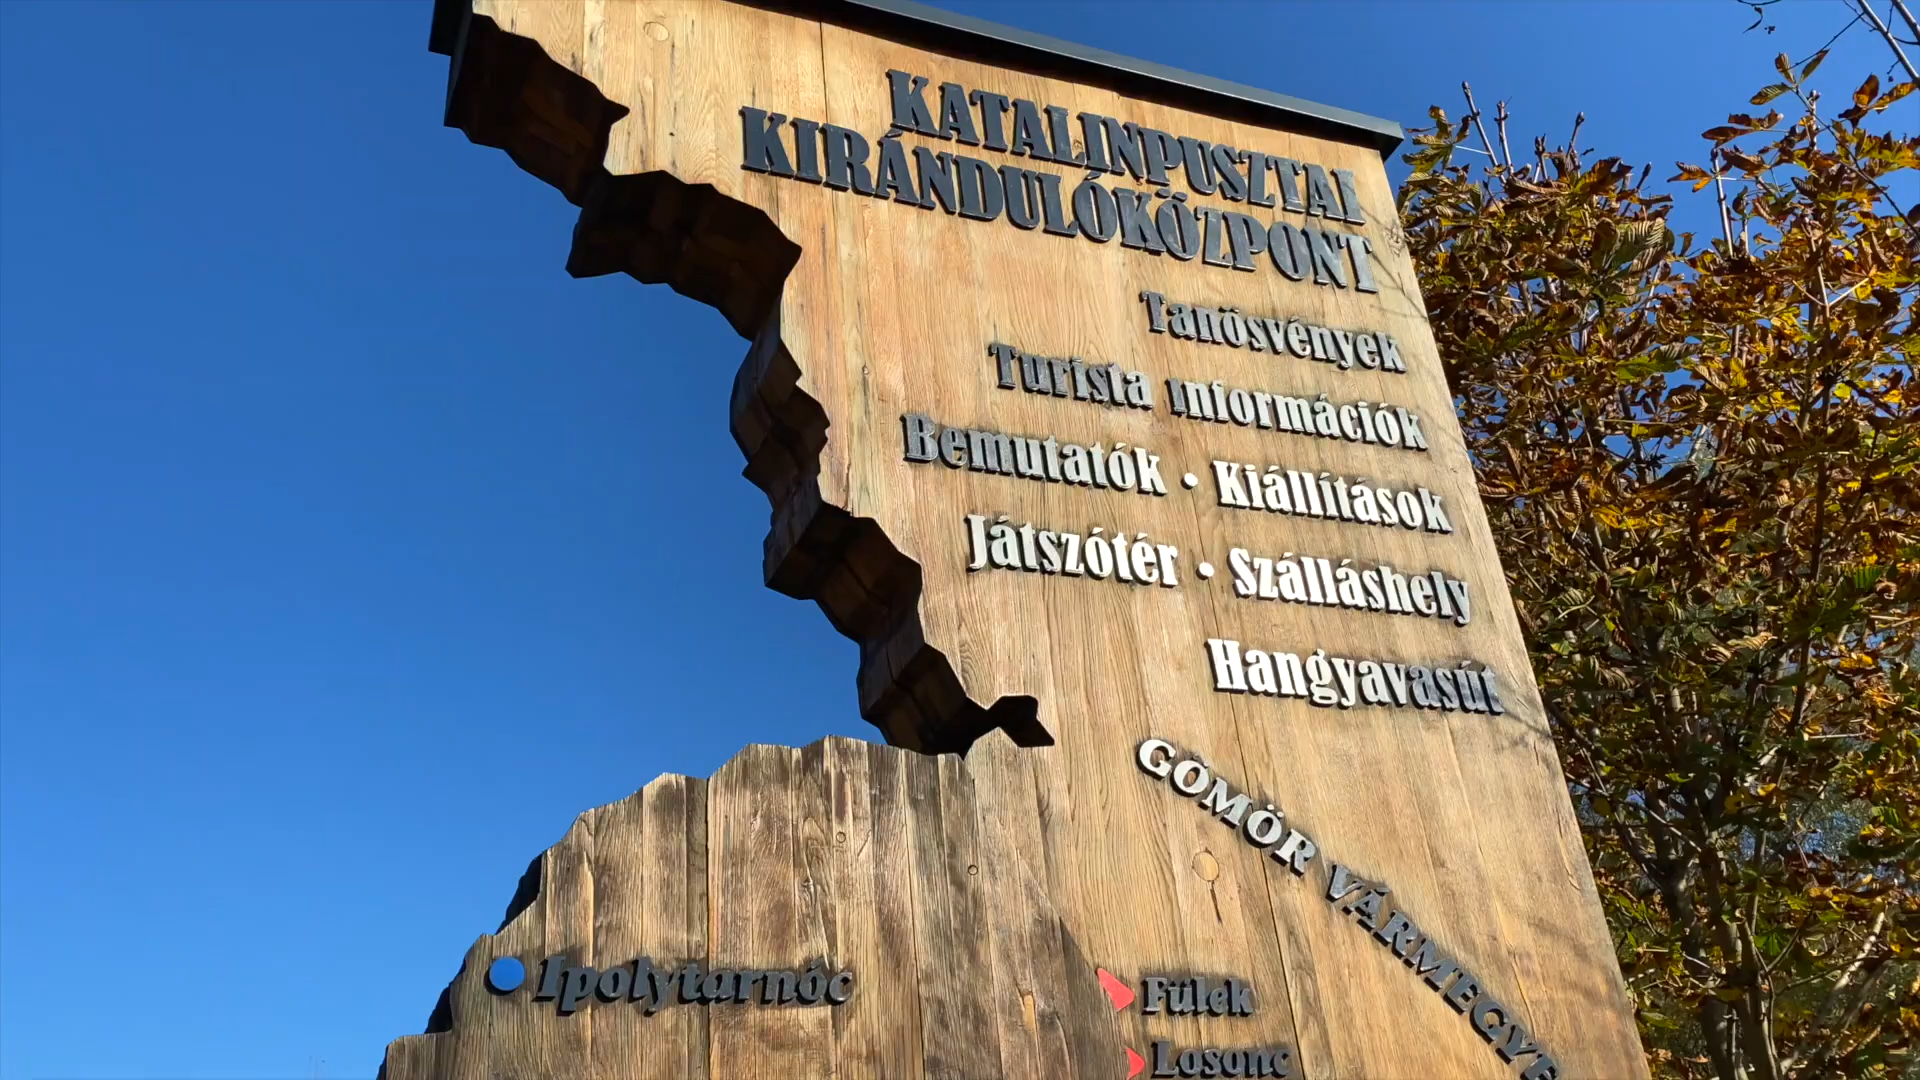 KATALINPUSZTAI
KIRÁNDULÓKÖZPONT
Tanösvények
Turista Információk
Bemutatók • Kiállítások
Játszótér • Szálláshely
Hangyavasút
GÖMÖR VÁRMEGYE
Ipolytarnóc
Fülek
Losonc